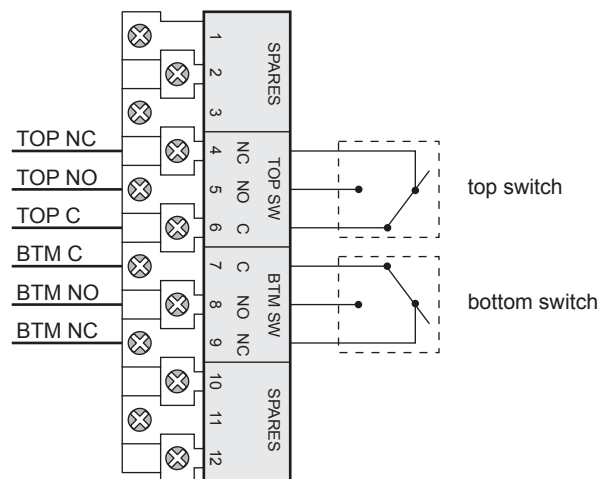 1
2
3
SPARES
TOP NC
TOP NO
TOP C
4 NC
5 NO
6 C
TOP SW
top switch
BTM C
BTM NO
BTM NC
7 C
8 NO
9 NC
BTM SW
bottom switch
10
11
12
SPARES